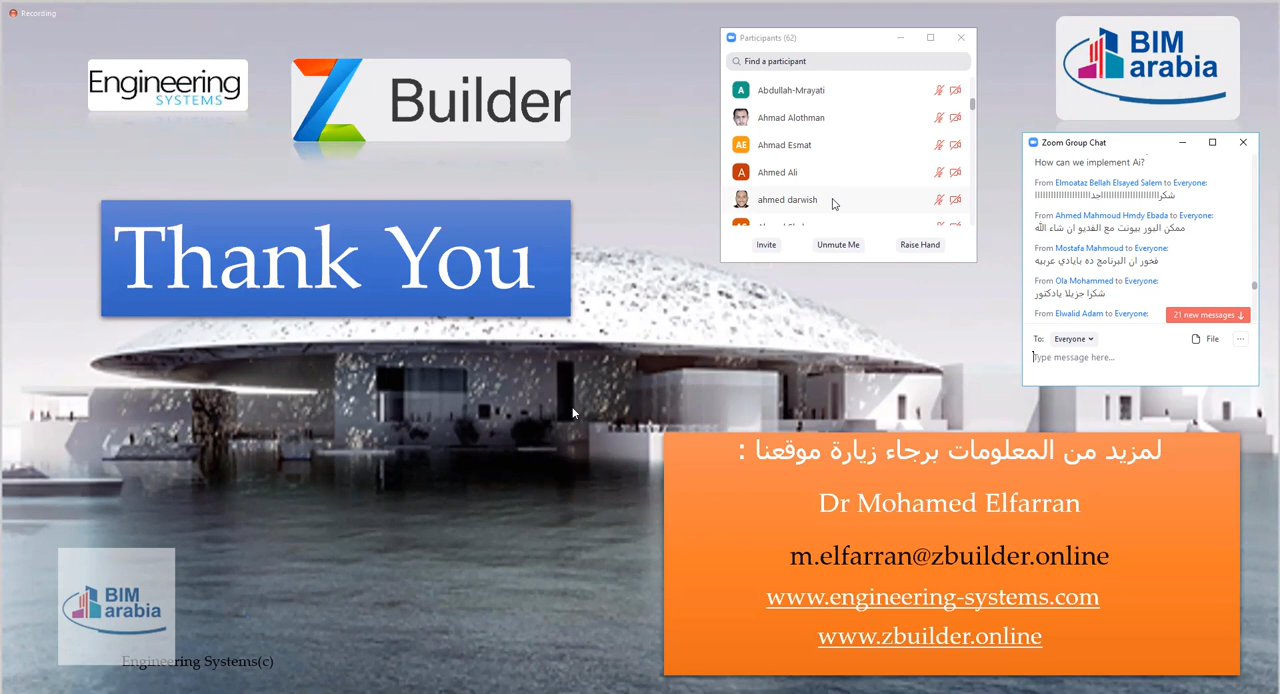 Recording
Engineering
SYSTEMS
Builder
Thank You
Participants (62)
Find a participant
A Abdullah-Mrayati
Ahmad Alothman
AE Ahmad Esmat
A Ahmed Ali
ahmed darwish
Invite Unmute Me Raise Hand
BIM
arabia
Zoom Group Chat
How can we implement Ai?
From Elmoataz Bellah Elsayed Salem to Everyone:
From Ahmed Mahmoud Hmdy Ebada to Everyone:
ممكن البور بيونت مع الفديو ان شاء الله
From Mostafa Mahmoud to Everyone:
فخور ان البرنامج ده بايادي عربيه
From Ola Mohammed to Everyone:
شكرا جزيلا يادكتور
From Elwalid Adam to Everyone:
21 new messages ↓
To: Everyone File ...
Type message here...
لمزيد من المعلومات برجاء زيارة موقعنا :
Dr Mohamed Elfarran
m.elfarran@zbuilder.online
www.engineering-systems.com
www.zbuilder.online
BIM
arabia
Engineering Systems(c)